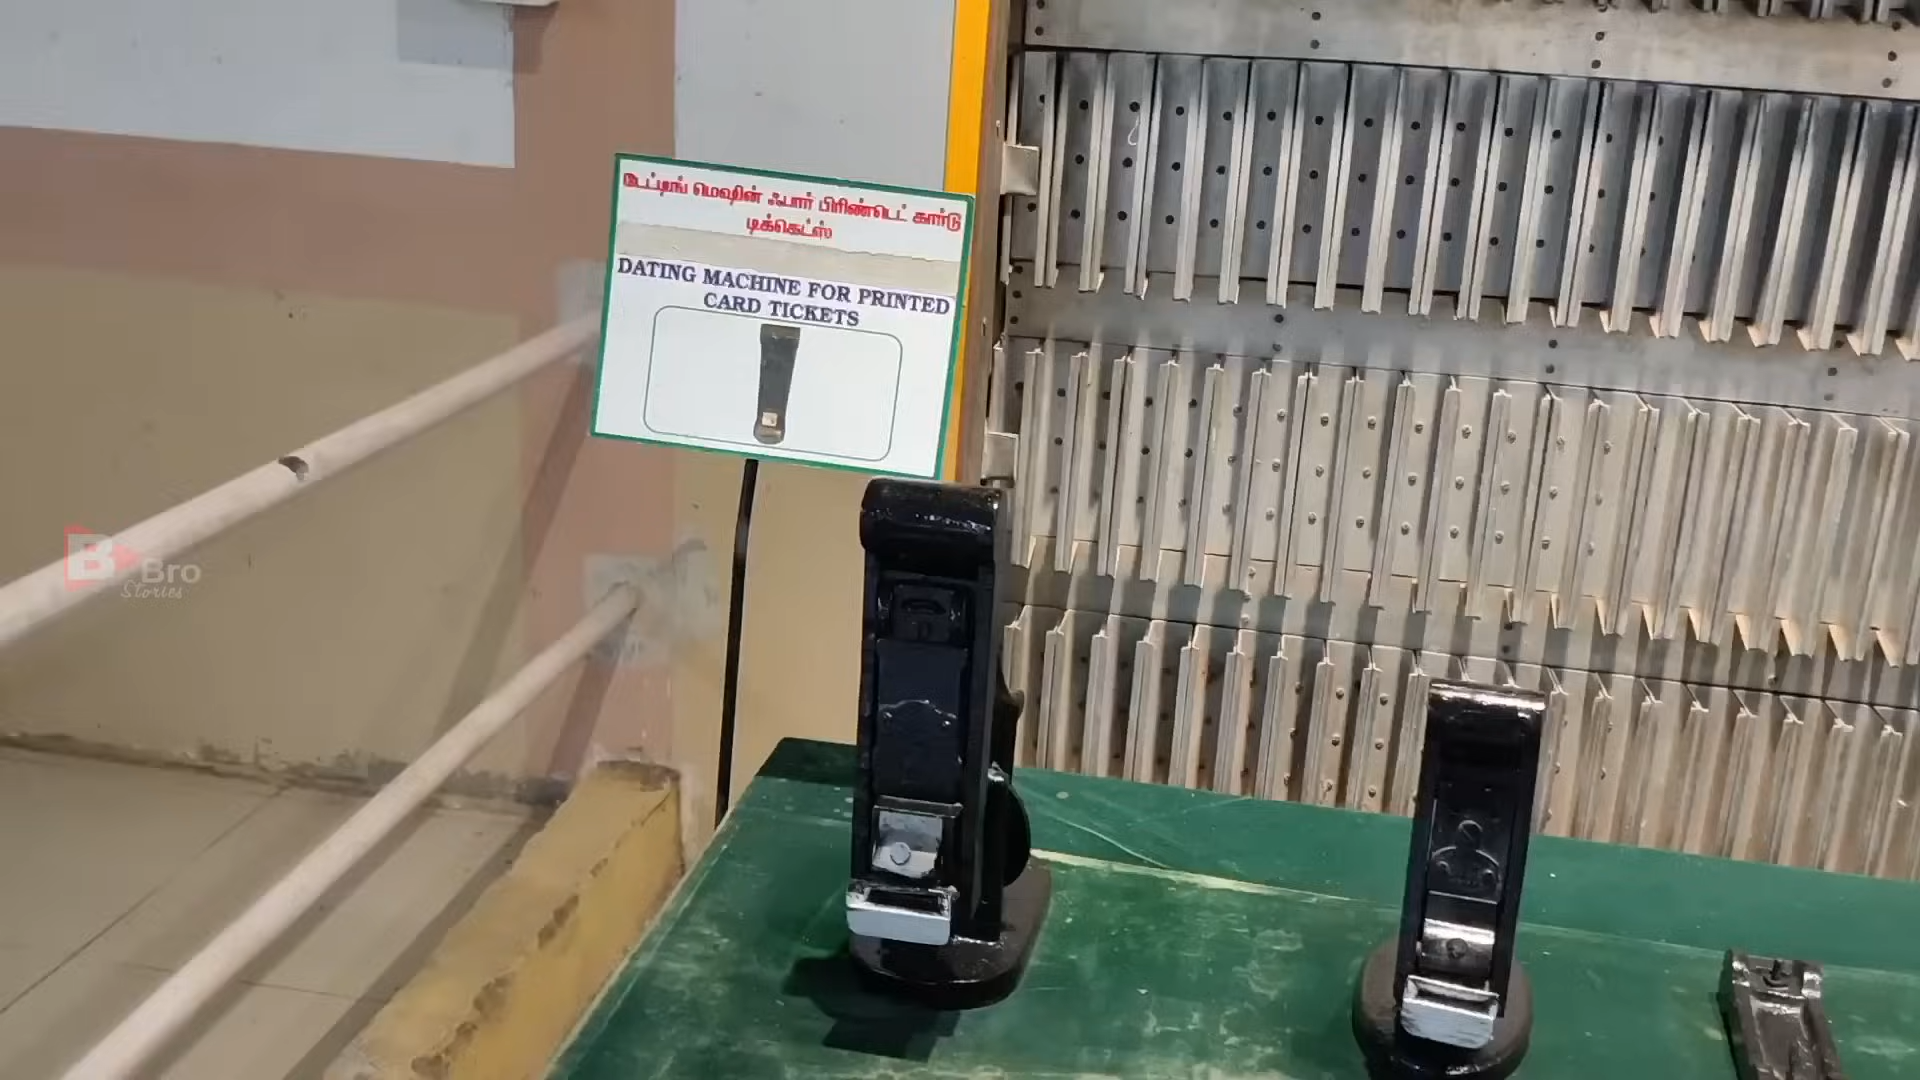 டேட்டிங் மெஷின் ஃபார் பிரிண்டெட் கார்டு
டிக்கெட்ஸ்
DATING MACHINE FOR PRINTED
CARD TICKETS
B Bro
Stories